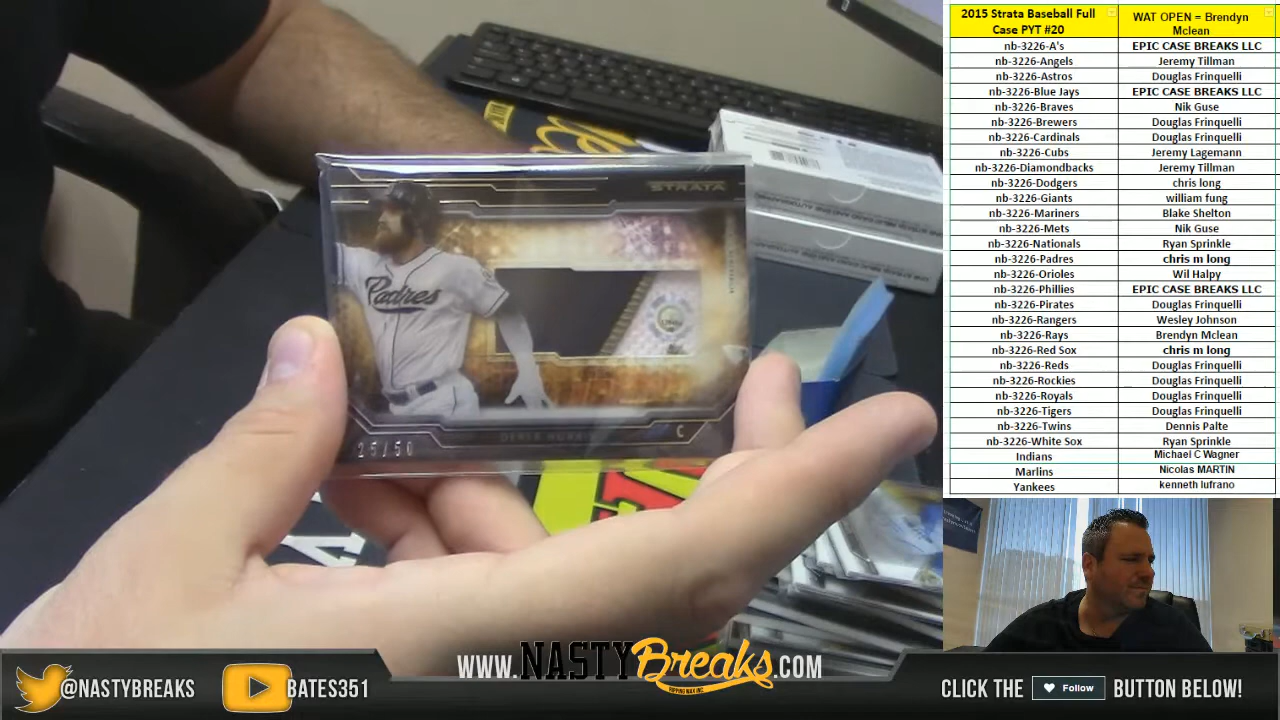 STRATA
Padres
25/50
C
2015 Strata Baseball Full Case PYT #20
WAT OPEN = Brendyn Mclean
nb-3226-A's EPIC CASE BREAKS LLC
nb-3226-Angels Jeremy Tillman
nb-3226-Astros Douglas Frinquelli
nb-3226-Blue Jays EPIC CASE BREAKS LLC
nb-3226-Braves Nik Guse
nb-3226-Brewers Douglas Frinquelli
nb-3226-Cardinals Douglas Frinquelli
nb-3226-Cubs Jeremy Lagemann
nb-3226-Diamondbacks Jeremy Tillman
nb-3226-Dodgers chris long
nb-3226-Giants william fung
nb-3226-Mariners Blake Shelton
nb-3226-Mets Nik Guse
nb-3226-Nationals Ryan Sprinkle
nb-3226-Padres chris m long
nb-3226-Orioles Wil Halpy
nb-3226-Phillies EPIC CASE BREAKS LLC
nb-3226-Pirates Douglas Frinquelli
nb-3226-Rangers Wesley Johnson
nb-3226-Rays Brendyn Mclean
nb-3226-Red Sox chris m long
nb-3226-Reds Douglas Frinquelli
nb-3226-Rockies Douglas Frinquelli
nb-3226-Royals Douglas Frinquelli
nb-3226-Tigers Douglas Frinquelli
nb-3226-Twins Dennis Palte
nb-3226-White Sox Ryan Sprinkle
Indians Michael C Wagner
Marlins Nicolas MARTIN
Yankees kenneth lufrano
@NASTYBREAKS
BATES351
WWW.NASTYBreaks.COM
RIPPING WAX INC.
CLICK THE Follow BUTTON BELOW!